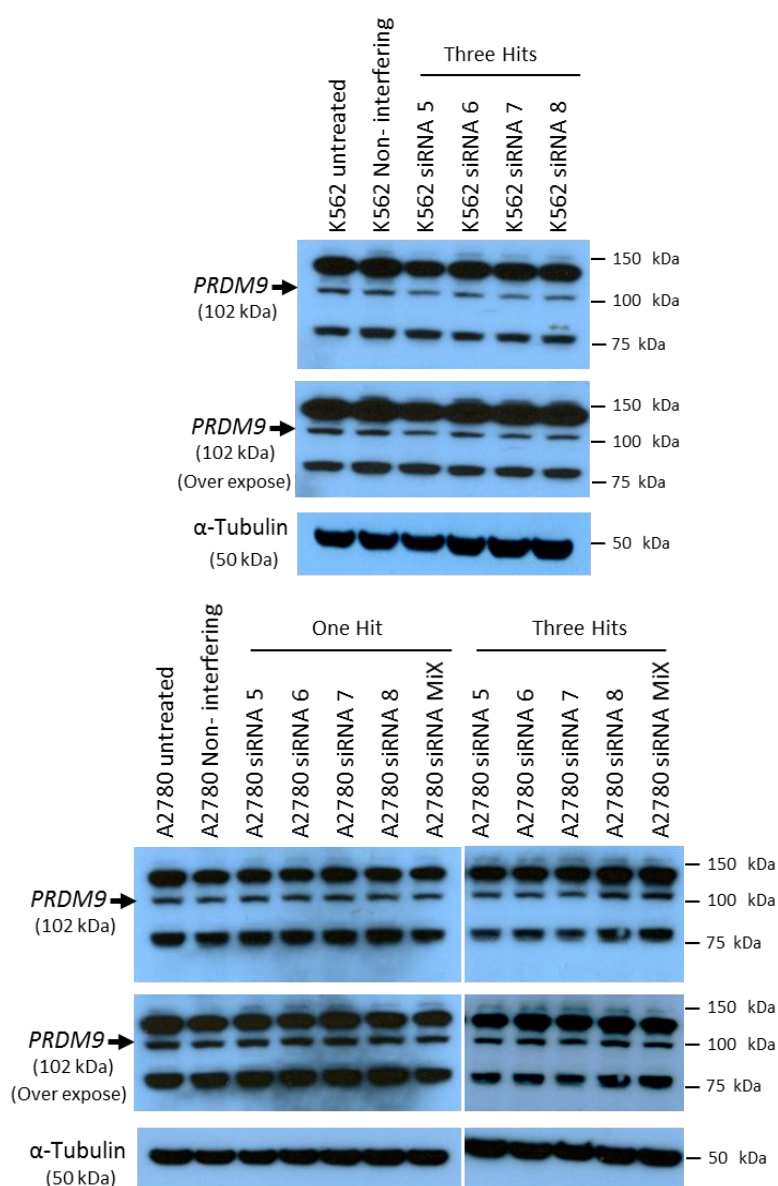 Three Hits
K562 untreated
K562 Non- interfering
K562 siRNA 5
K562 siRNA 6
K562 siRNA 7
K562 siRNA 8
PRDM9
(102 kDa)
150 kDa
100 kDa
75 kDa
PRDM9
(102 kDa)
(Over expose)
150 kDa
100 kDa
75 kDa
α-Tubulin
(50 kDa)
50 kDa
One Hit
Three Hits
A2780 untreated
A2780 Non- interfering
A2780 siRNA 5
A2780 siRNA 6
A2780 siRNA 7
A2780 siRNA 8
A2780 siRNA MiX
A2780 siRNA 5
A2780 siRNA 6
A2780 siRNA 7
A2780 siRNA 8
A2780 siRNA MiX
PRDM9
(102 kDa)
150 kDa
100 kDa
75 kDa
PRDM9
(102 kDa)
(Over expose)
150 kDa
100 kDa
75 kDa
α-Tubulin
(50 kDa)
50 kDa